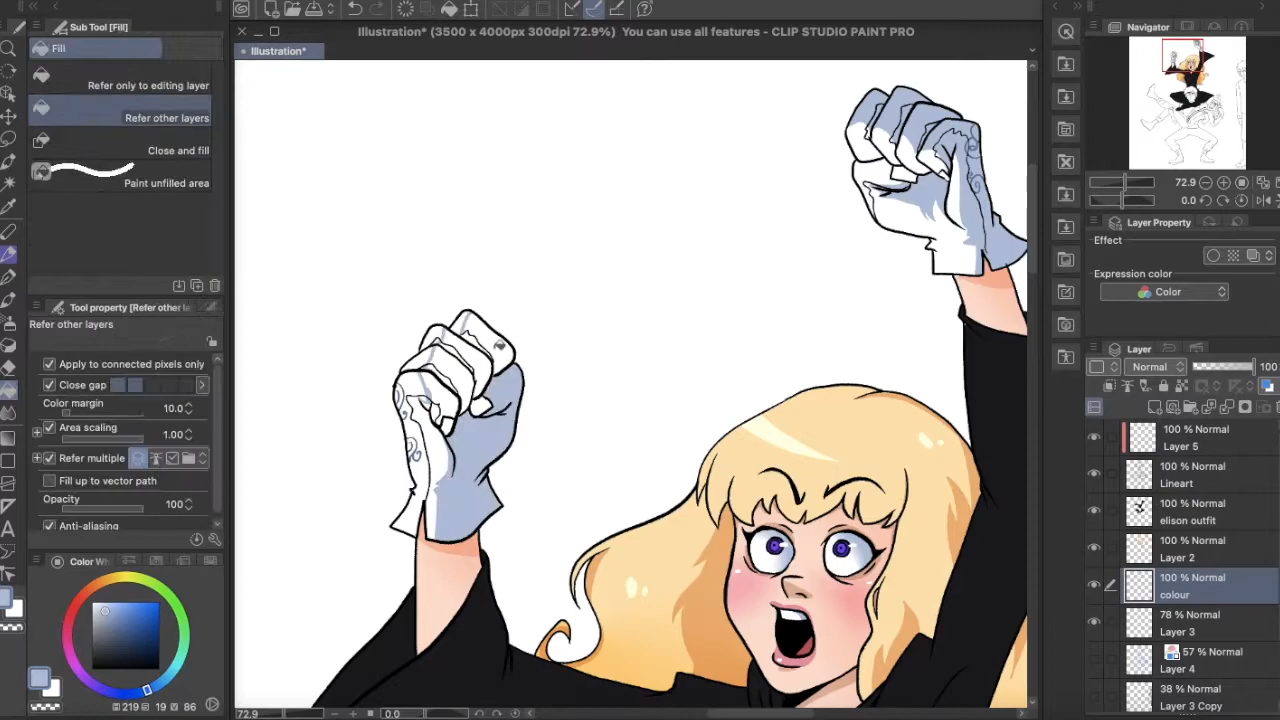 Illustration* (3500 x 4000px 300dpi 72.9%) You can use all features - CLIP STUDIO PAINT PRO
Illustration*
Sub Tool [Fill]
Fill
Refer only to editing layer
Refer other layers
Close and fill
Paint unfilled area
Tool property [Refer other la
Refer other layers
Apply to connected pixels only
Close gap
Color margin
10.0
Area scaling
1.00
Refer multiple
Fill up to vector path
Opacity
100
Anti-aliasing
Color Wh
219 19 86
72.9
0.0
Navigator
72.9
0.0
Layer Property
Effect
Expression color
Color
Layer
Normal
100
100 % Normal
Layer 5
100 % Normal
Lineart
100 % Normal
elison outfit
100 % Normal
Layer 2
100 % Normal
colour
78 % Normal
Layer 3
57 % Normal
Layer 4
38 % Normal
Layer 3 Copy